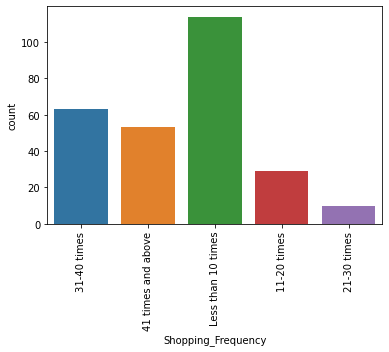 100
80
60
40
20
0
count
31-40 times
41 times and above
Less than 10 times
11-20 times
21-30 times
Shopping_Frequency